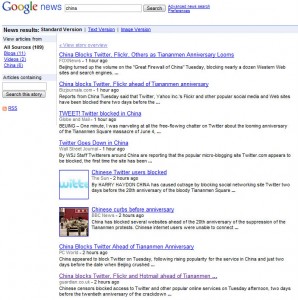 Google news
china
Search
Advanced news search
Preferences
News results: Standard Version | Text Version | Image Version
View articles from:
All Sources (189)
Blogs (11)
Videos (2)
China (6)
Articles containing
Search this story
RSS
« View story overview
China Blocks Twitter, Flickr, Others as Tiananmen Anniversary Looms
FOXNews - 1 hour ago
Beijing turned up the volume on the "Great Firewall of China" Tuesday, blocking nearly a dozen Western Web
sites and search engines, ...
China blocks Twitter, Flickr ahead of Tiananmen anniversary
Bizjournals.com - 1 hour ago
Reports from China Tuesday said that Twitter, Yahoo Inc.'s Flickr and other popular social media and Web sites
have been blocked there two days before the ...
TWEET! Twitter blocked in China
Globe and Mail - 1 hour ago
BEIJING – One minute, I was marveling at all the free-flowing chatter on Twitter about the looming anniversary
of the Tiananmen Square massacre of June 4, ...
Twitter Goes Down in China
Wall Street Journal - 1 hour ago
By WSJ Staff Twitterers around China are reporting that the popular micro-blogging site Twitter.com appears
to be blocked, the first time the site has been ...
Chinese Twitter users blocked
The Sun - 2 hours ago
By HARRY HAYDON CHINA has caused outrage by blocking social networking site Twitter two
days before the 20th anniversary of the bloody Tiananmen Square ...
twitter
Chinese curbs before anniversary
BBC News - 2 hours ago
China has blocked several websites ahead of the 20th anniversary of the suppression of the
Tiananmen protests. Chinese internet users were unable to connect ...
China Blocks Twitter Ahead of Tiananmen Anniversary
PC World - 2 hours ago
China appeared to block Twitter on Tuesday, following rising popularity for the service in China and just two
days before the date when Beijing ended ...
China blocks Twitter, Flickr and Hotmail ahead of Tiananmen ...
guardian.co.uk - 2 hours ago
Chinese censors blocked access to Twitter and other popular online services on Tuesday afternoon, two days
before the twentieth anniversary of the crackdown ...